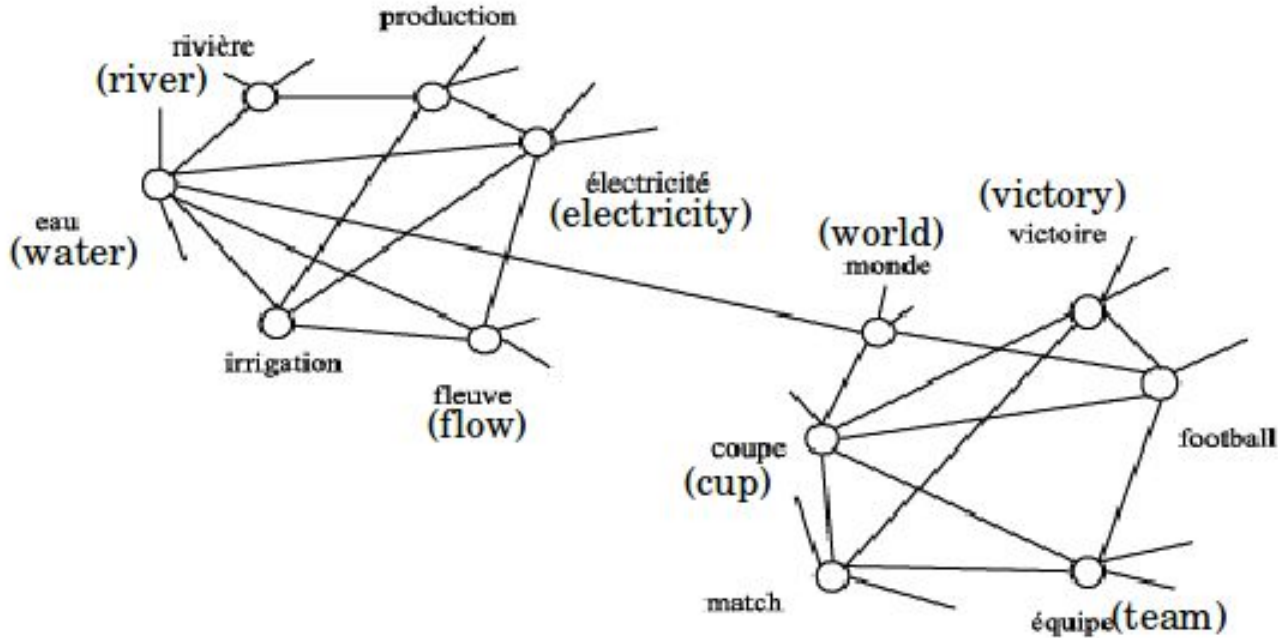 production
rivière
(river)
électricité
(electricity)
eau
(water)
(victory)
victoire
(world)
monde
irrigation
fleuve
(flow)
football
coupe
(cup)
match
équipe(team)